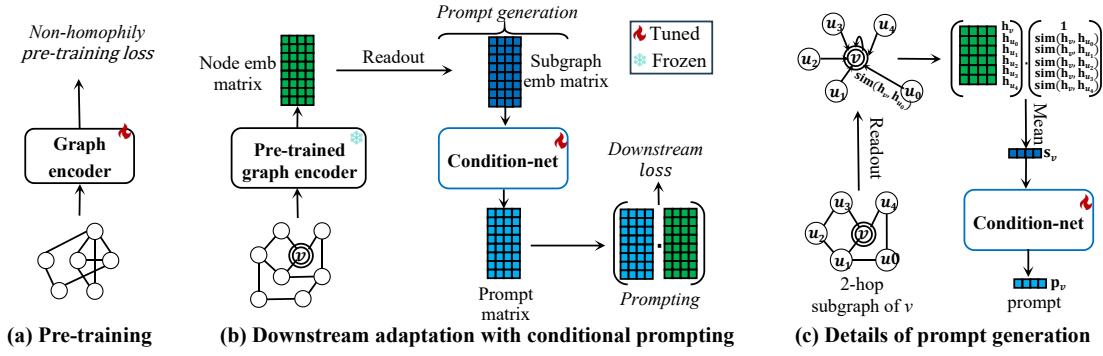 Non-homophily
pre-training loss
Graph
encoder
(a) Pre-training
Node emb
matrix
Readout
Prompt generation
Subgraph
emb matrix
Tuned
Frozen
Pre-trained
graph encoder
v
Condition-net
Prompt
matrix
Downstream
loss
·
Prompting
(b) Downstream adaptation with conditional prompting
u3
u4
u2
v
u1
u0
sim(hv, hu0)
Readout
u3
u4
u2
v
u1
u0
2-hop
subgraph of v
hv
hu0
hu1
hu2
hu3
hu4
·
1
sim(hv, hu0)
sim(hv, hu1)
sim(hv, hu2)
sim(hv, hu3)
sim(hv, hu4)
Mean
sv
Condition-net
pv
prompt
(c) Details of prompt generation